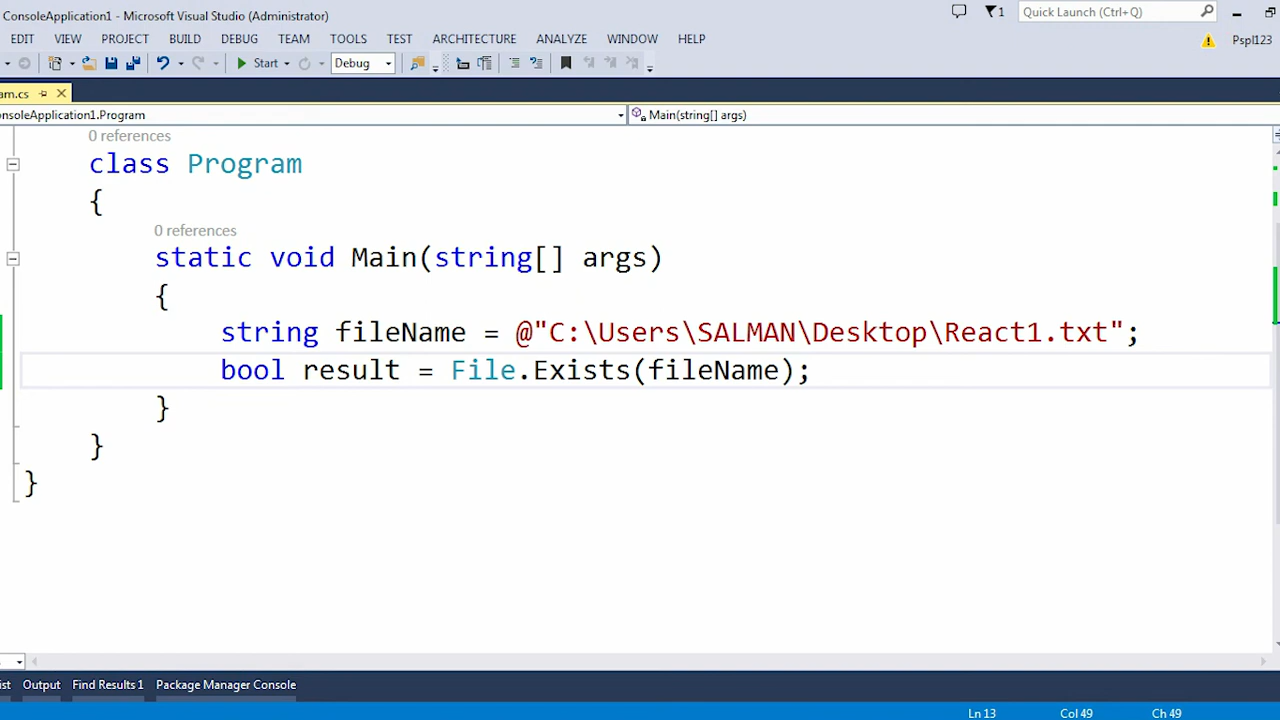 ConsoleApplication1 - Microsoft Visual Studio (Administrator)
1
Quick Launch (Ctrl+Q)
EDIT VIEW PROJECT BUILD DEBUG TEAM TOOLS TEST ARCHITECTURE ANALYZE WINDOW HELP
Pspl123
Start Debug
am.cs
onsoleApplication1.Program
Main(string[] args)
0 references
class Program
{
0 references
static void Main(string[] args)
{
string fileName = @"C:\Users\SALMAN\Desktop\React1.txt";
bool result = File.Exists(fileName);
}
}
}
ist Output Find Results 1 Package Manager Console
Ln 13 Col 49 Ch 49